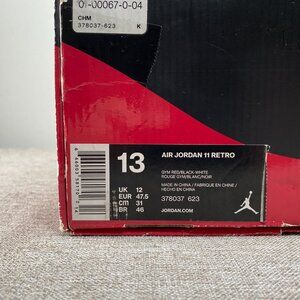 0?-00067-0-04
CHM
378037-623 K
13
AIR JORDAN 11 RETRO
GYM RED/BLACK-WHITE
ROUGE GYM/BLANC/NOIR
MADE IN CHINA / FABRIQUE EN CHINE /
HECHO EN CHINA
UK 12
EUR 47.5
cm 31
BR 46
378037 623
JORDAN.COM